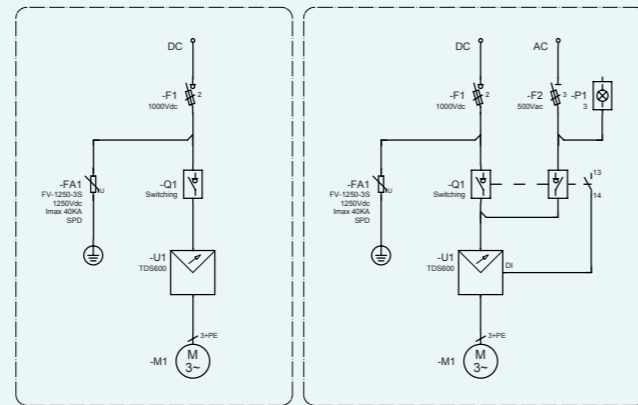 DC
-F1
2
1000Vdc
-FA1
FV-1250-3S
1250Vdc
Imax 40KA
SPD
U
-Q1
Switching
-U1
TDS600
3+PE
-M1
M
3~
DC
AC
-F1
2
1000Vdc
-F2
3
500Vac
-P1
3
-FA1
FV-1250-3S
1250Vdc
Imax 40KA
SPD
U
-Q1
Switching
13
14
-U1
TDS600
DI
3+PE
-M1
M
3~